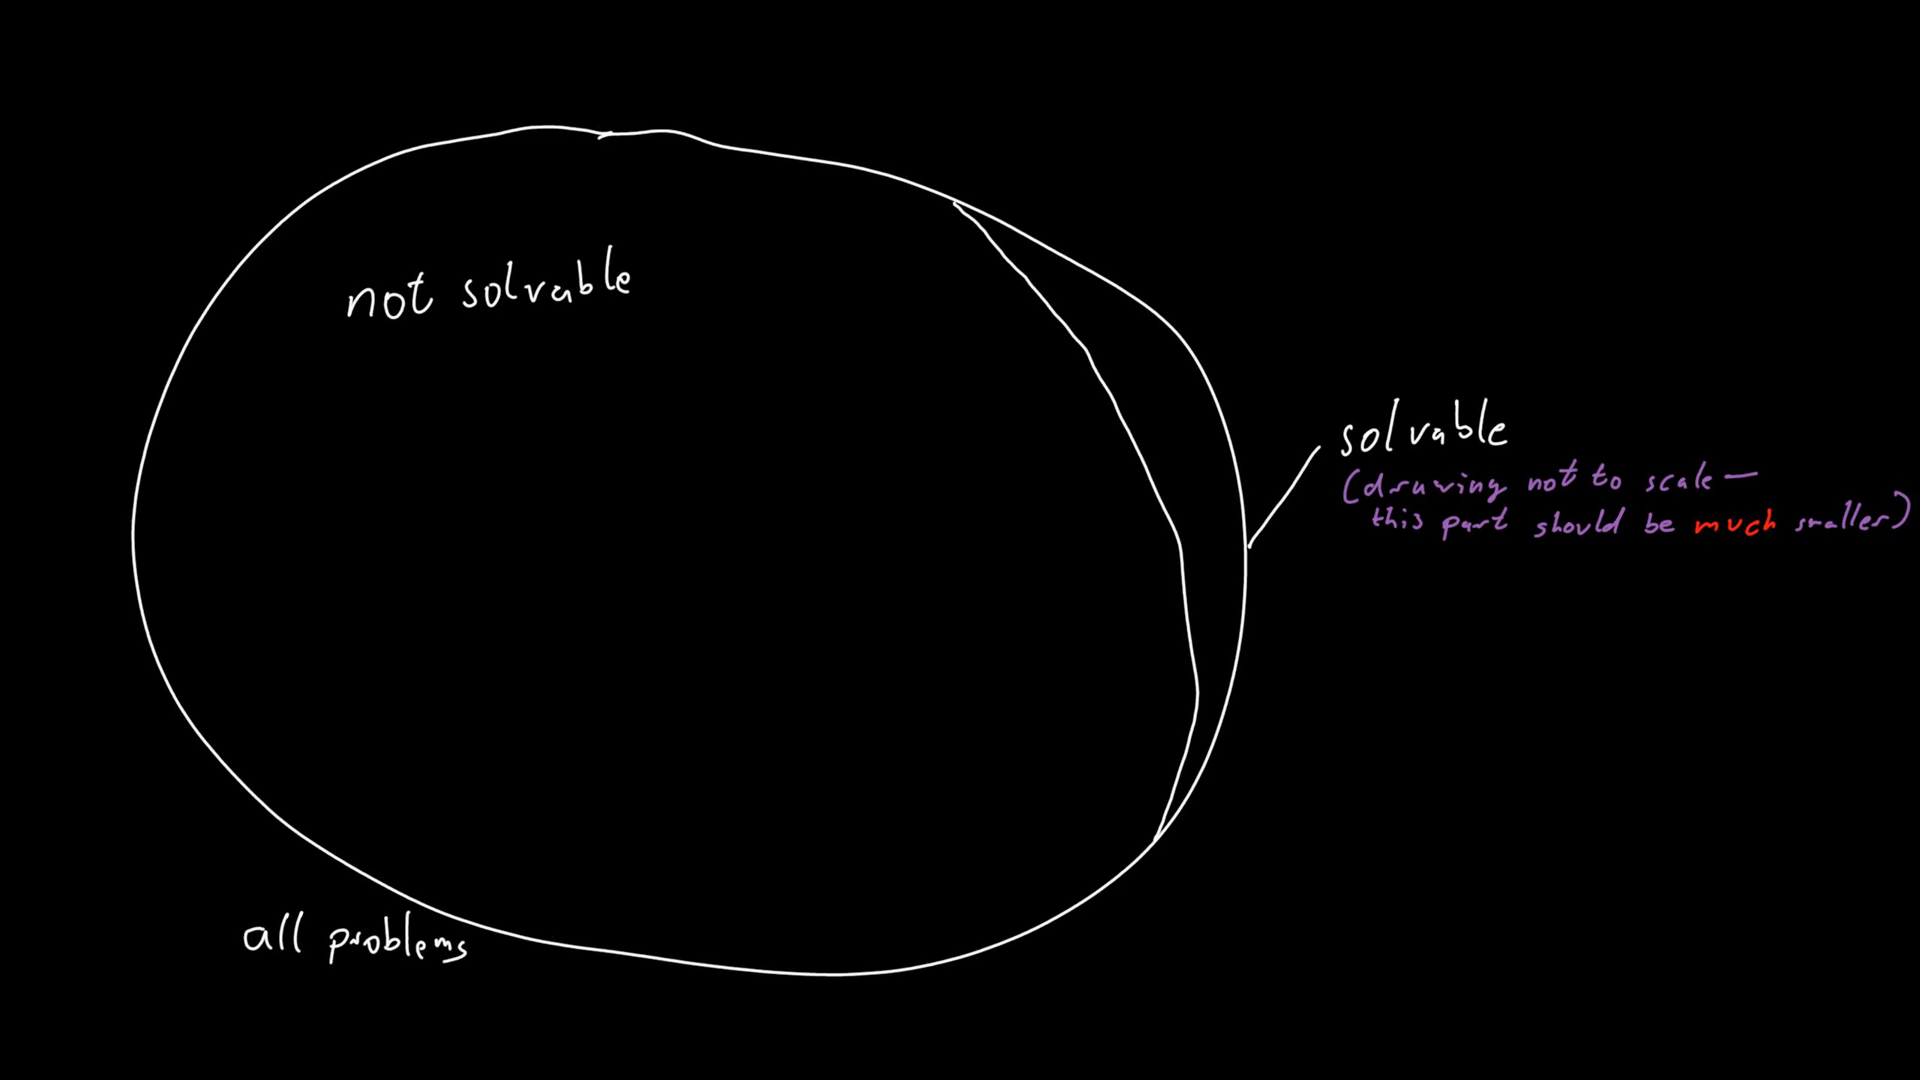 not solvable
solvable
(drawing not to scale—
this part should be much smaller)
all problems